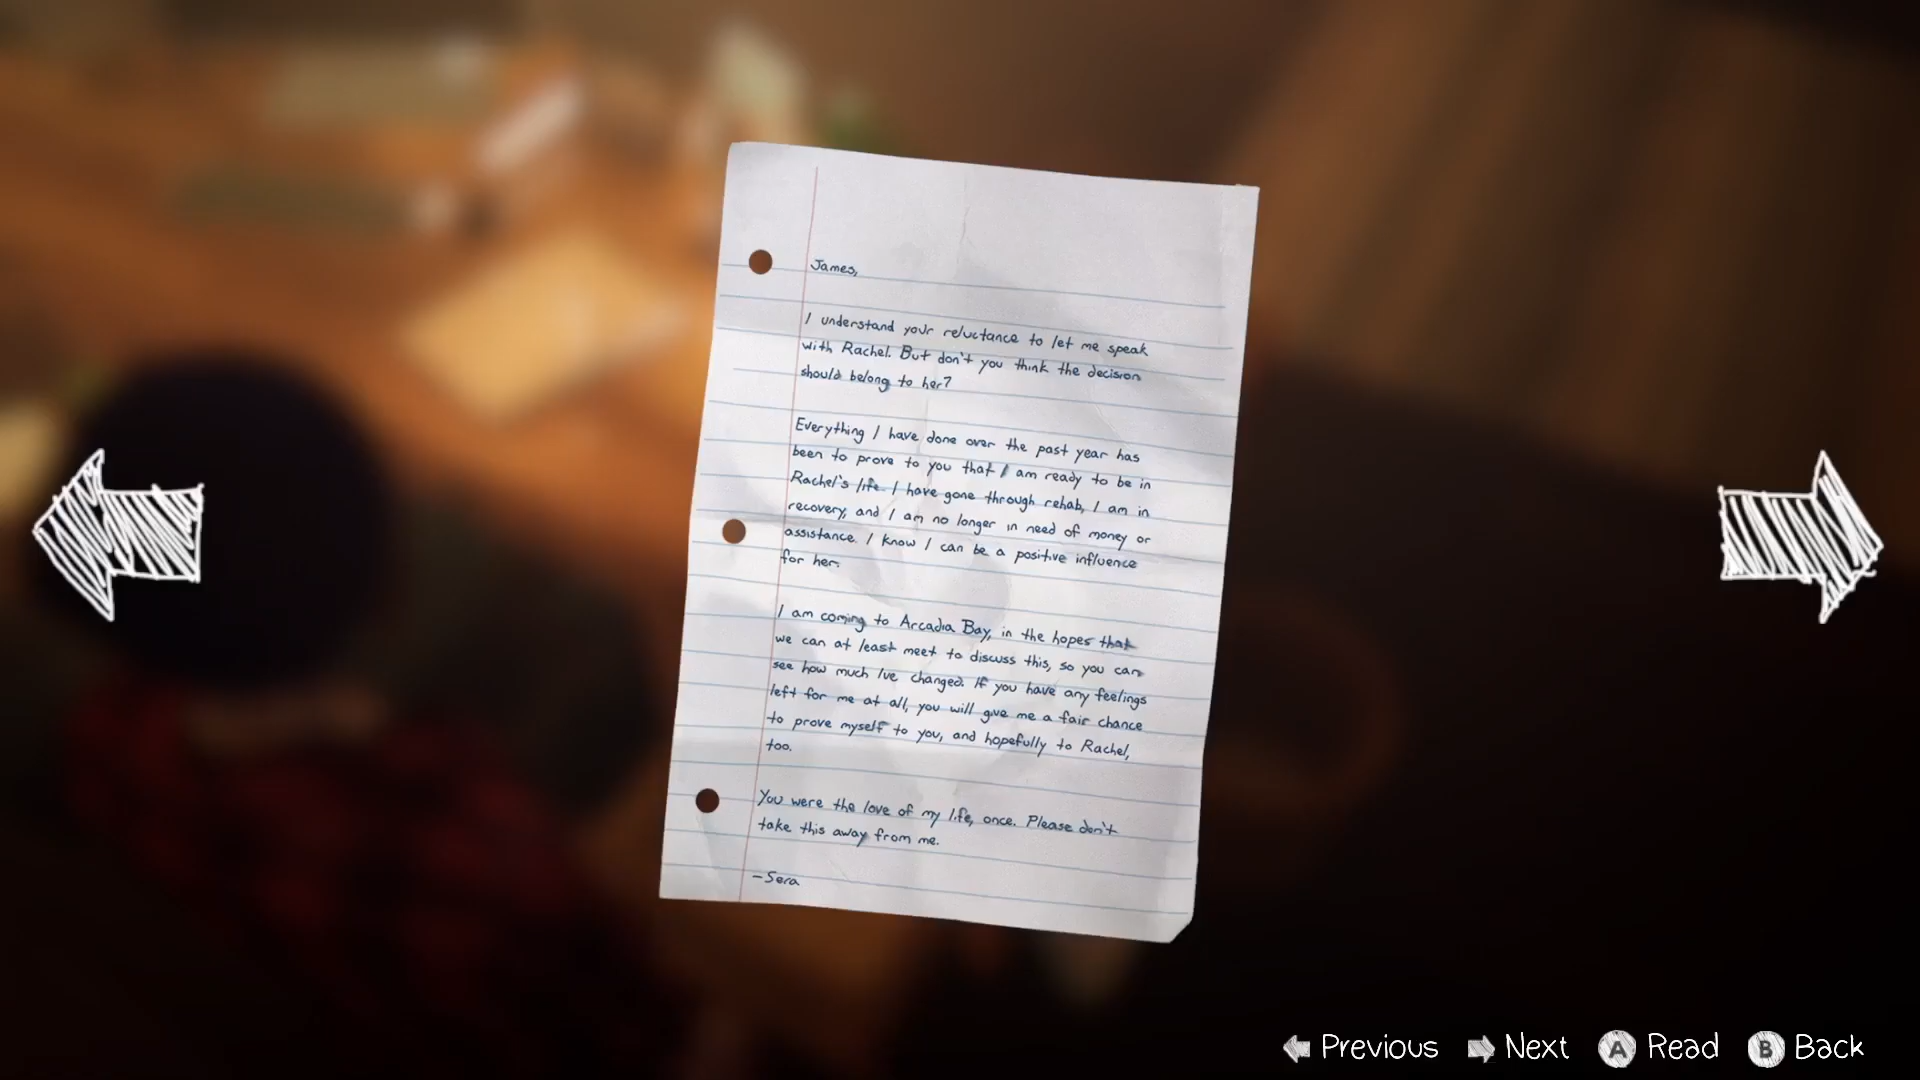 James,
I understand your reluctance to let me speak
with Rachel. But don't you think the decision
should belong to her?
Everything I have done over the past year has
been to prove to you that I am ready to be in
Rachel's life. I have gone through rehab, I am in
recovery, and I am no longer in need of money or
assistance. I know I can be a positive influence
for her.
I am coming to Arcadia Bay, in the hopes that
we can at least meet to discuss this, so you can
see how much I've changed. If you have any feelings
left for me at all, you will give me a fair chance
to prove myself to you, and hopefully to Rachel,
too.
You were the love of my life, once. Please don't
take this away from me.
-Sera
Previous Next A Read B Back